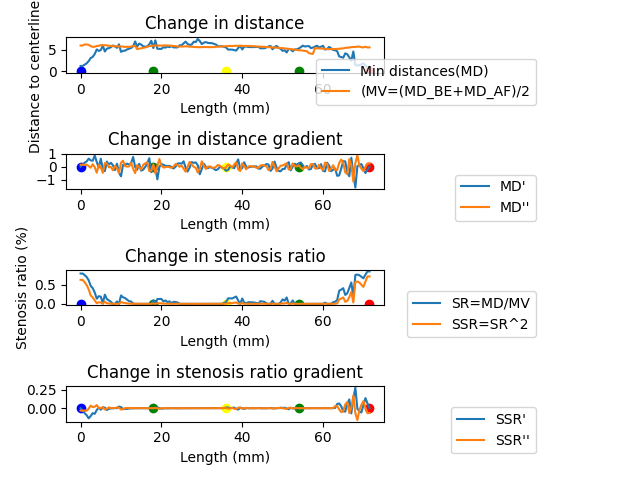 Change in distance
Distance to centerline
5
0
0
20
40
60
Length (mm)
Min distances(MD)
(MV=(MD_BE+MD_AF)/2
Change in distance gradient
1
0
−1
0
20
40
60
Length (mm)
MD'
MD''
Change in stenosis ratio
Stenosis ratio (%)
0.5
0.0
0
20
40
60
Length (mm)
SR=MD/MV
SSR=SR^2
Change in stenosis ratio gradient
0.25
0.00
0
20
40
60
Length (mm)
SSR'
SSR''